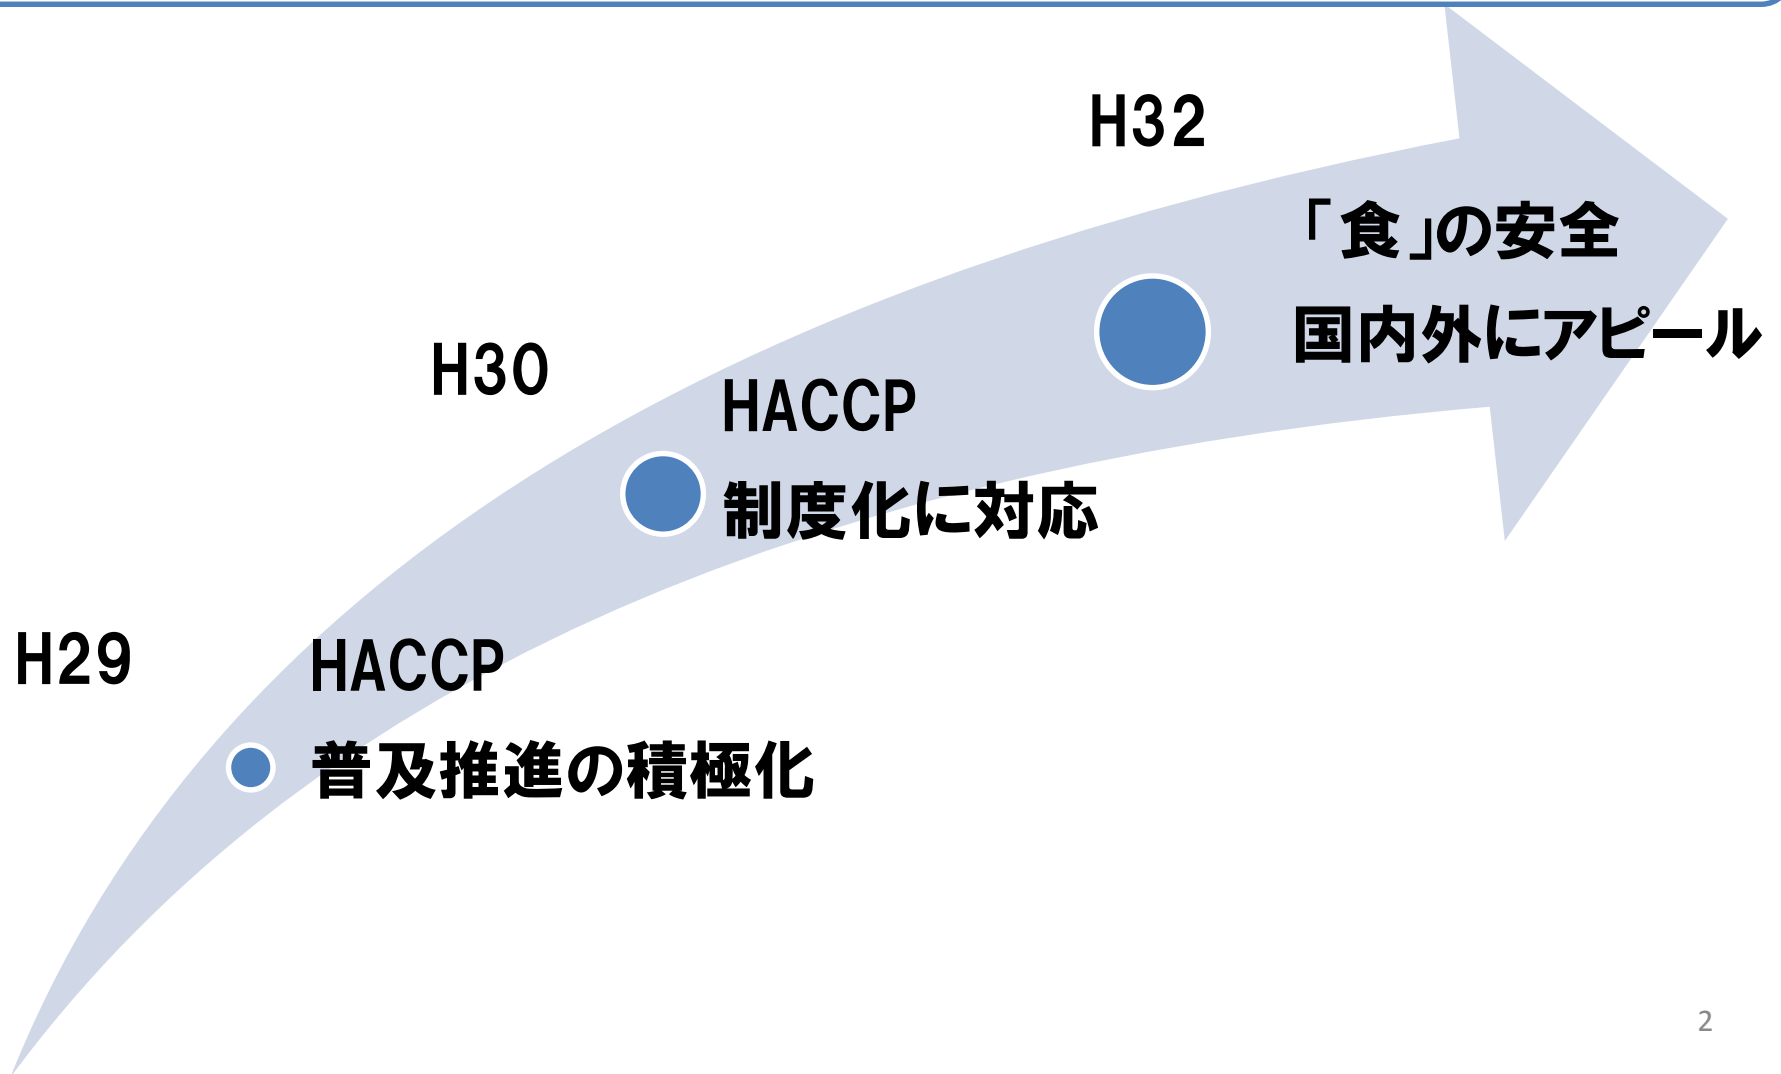 H32
「食」の安全
国内外にアピール
H30
HACCP
制度化に対応
H29
HACCP
普及推進の積極化
2